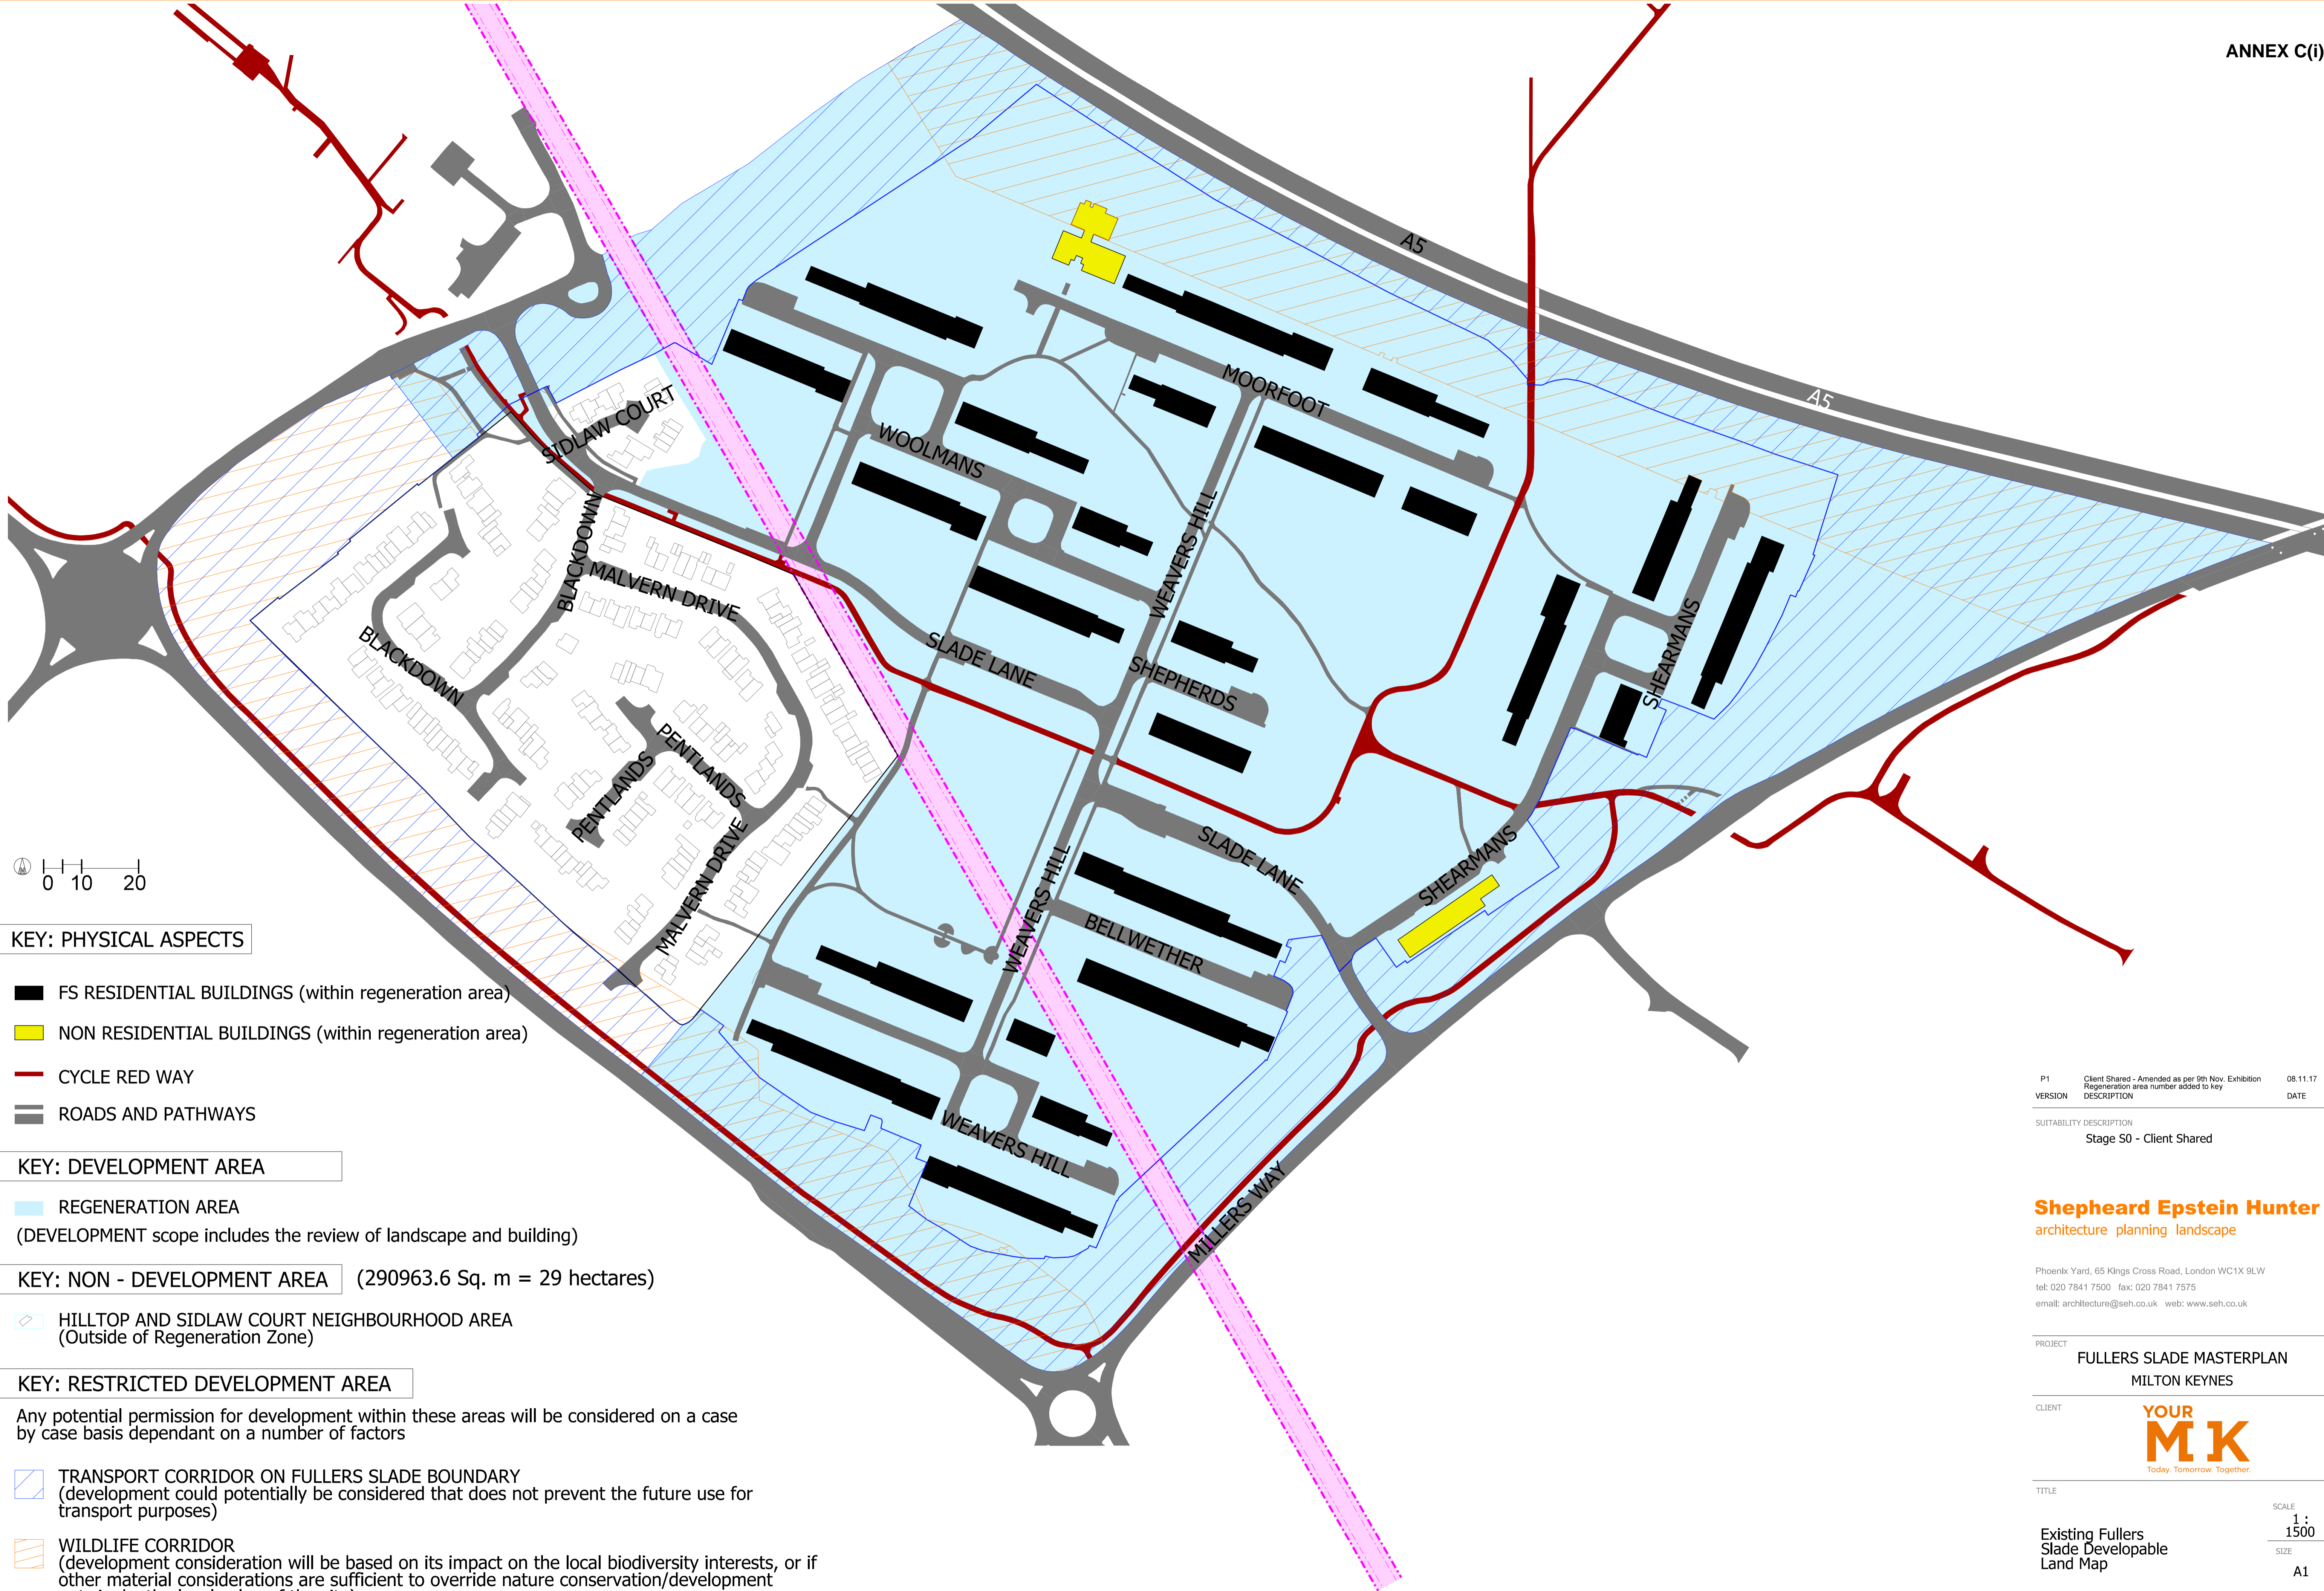 ANNEX C(i)
A5
A5
MOORFOOT
SIDLAW COURT
WOOLMANS
BLACKDOWN
WEAVERS HILL
MALVERN DRIVE
SHEARMANS
BLACKDOWN
SLADE LANE
SHEPHERDS
PENTLANDS
PENTLANDS
MALVERN DRIVE
SLADE LANE
SHEARMANS
WEAVERS HILL
BELLWETHER
WEAVERS HILL
MILLERS WAY
0 10 20
KEY: PHYSICAL ASPECTS
FS RESIDENTIAL BUILDINGS (within regeneration area)
NON RESIDENTIAL BUILDINGS (within regeneration area)
CYCLE RED WAY
ROADS AND PATHWAYS
KEY: DEVELOPMENT AREA
REGENERATION AREA
(DEVELOPMENT scope includes the review of landscape and building)
KEY: NON - DEVELOPMENT AREA (290963.6 Sq. m = 29 hectares)
HILLTOP AND SIDLAW COURT NEIGHBOURHOOD AREA
(Outside of Regeneration Zone)
KEY: RESTRICTED DEVELOPMENT AREA
Any potential permission for development within these areas will be considered on a case
by case basis dependant on a number of factors
TRANSPORT CORRIDOR ON FULLERS SLADE BOUNDARY
(development could potentially be considered that does not prevent the future use for
transport purposes)
WILDLIFE CORRIDOR
(development consideration will be based on its impact on the local biodiversity interests, or if
other material considerations are sufficient to override nature conservation/development
P1 Client Shared - Amended as per 9th Nov. Exhibition 08.11.17
Regeneration area number added to key
VERSION DESCRIPTION DATE
SUITABILITY DESCRIPTION
Stage S0 - Client Shared
Shepheard Epstein Hunter
architecture planning landscape
Phoenix Yard, 65 Kings Cross Road, London WC1X 9LW
tel: 020 7841 7500 fax: 020 7841 7575
email: architecture@seh.co.uk web: www.seh.co.uk
PROJECT
FULLERS SLADE MASTERPLAN
MILTON KEYNES
CLIENT
YOUR
MK
Today. Tomorrow. Together.
TITLE
Existing Fullers
Slade Developable
Land Map
SCALE
1 :
1500
SIZE
A1